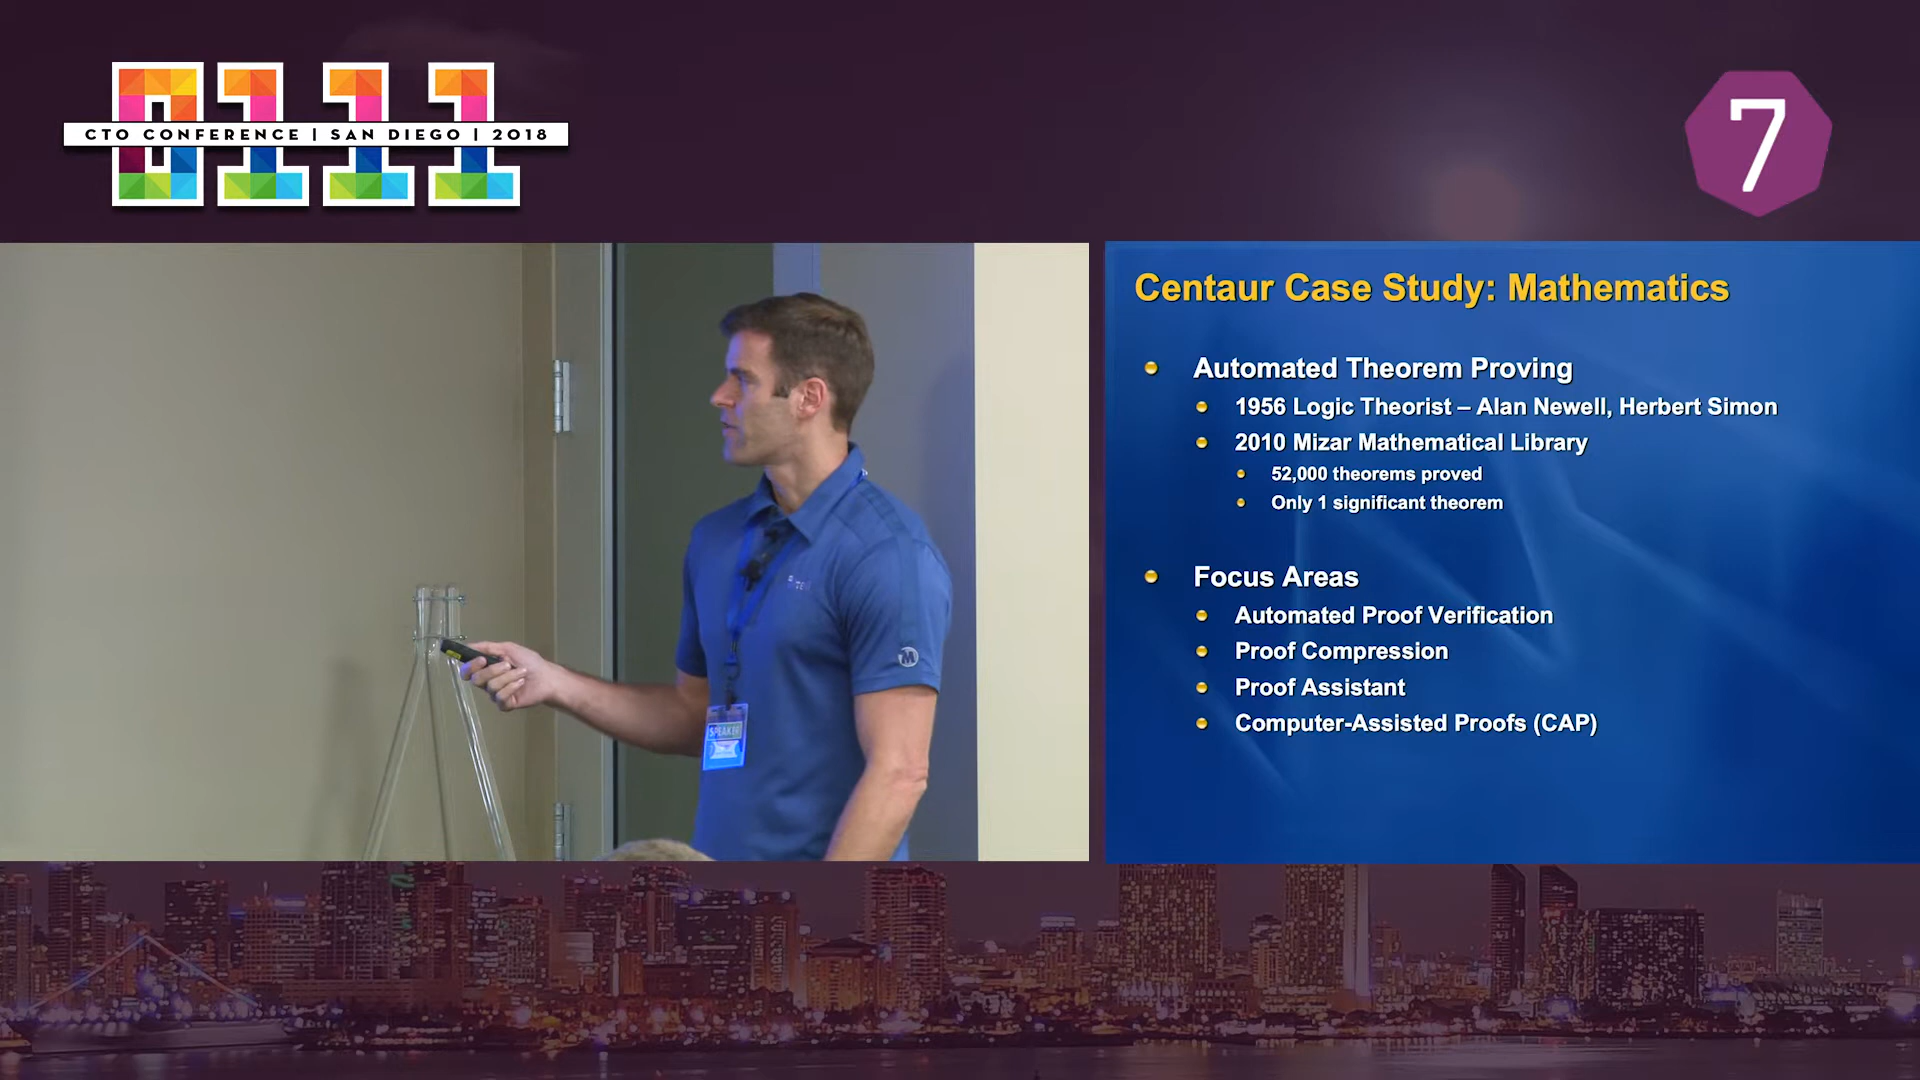 0111
CTO CONFERENCE | SAN DIEGO | 2018
7
SPEAKER
M
Centaur Case Study: Mathematics
Automated Theorem Proving
1956 Logic Theorist – Alan Newell, Herbert Simon
2010 Mizar Mathematical Library
52,000 theorems proved
Only 1 significant theorem
Focus Areas
Automated Proof Verification
Proof Compression
Proof Assistant
Computer-Assisted Proofs (CAP)